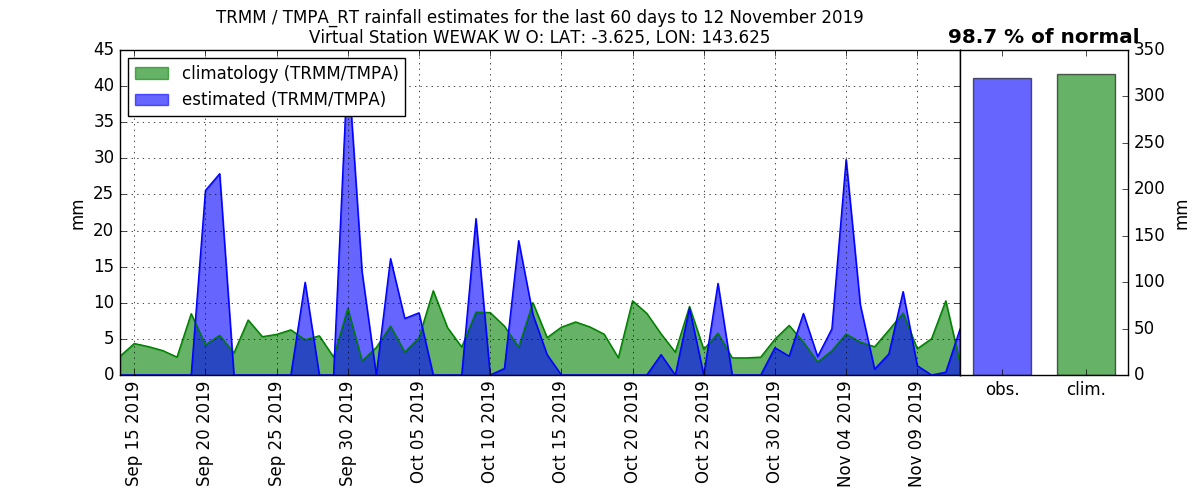 TRMM / TMPA_RT rainfall estimates for the last 60 days to 12 November 2019
Virtual Station WEWAK W O: LAT: -3.625, LON: 143.625
98.7 % of normal
climatology (TRMM/TMPA)
estimated (TRMM/TMPA)
45
40
35
30
25
20
15
10
5
0
mm
350
300
250
200
150
100
50
0
mm
Sep 15 2019
Sep 20 2019
Sep 25 2019
Sep 30 2019
Oct 05 2019
Oct 10 2019
Oct 15 2019
Oct 20 2019
Oct 25 2019
Oct 30 2019
Nov 04 2019
Nov 09 2019
obs.
clim.